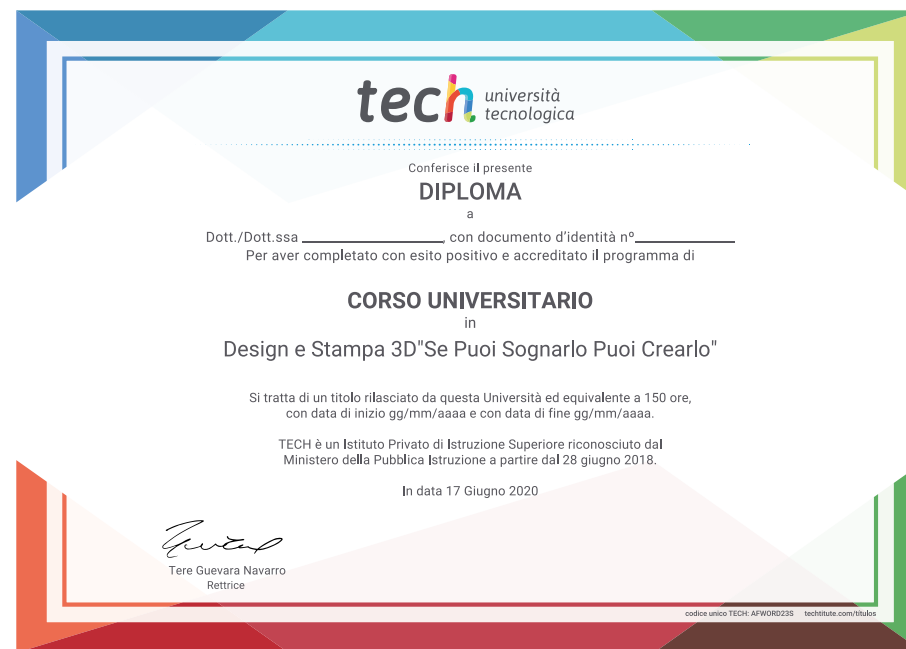 tech università
tecnologica
Conferisce il presente
DIPLOMA
a
Dott./Dott.ssa ________________, con documento d'identità nº____________
Per aver completato con esito positivo e accreditato il programma di
CORSO UNIVERSITARIO
in
Design e Stampa 3D"Se Puoi Sognarlo Puoi Crearlo"
Si tratta di un titolo rilasciato da questa Università ed equivalente a 150 ore,
con data di inizio gg/mm/aaaa e con data di fine gg/mm/aaaa.
TECH è un Istituto Privato di Istruzione Superiore riconosciuto dal
Ministero della Pubblica Istruzione a partire dal 28 giugno 2018.
In data 17 Giugno 2020
Tere Guevara Navarro
Rettrice
codice unico TECH: AFWORD23S techtitute.com/titulos